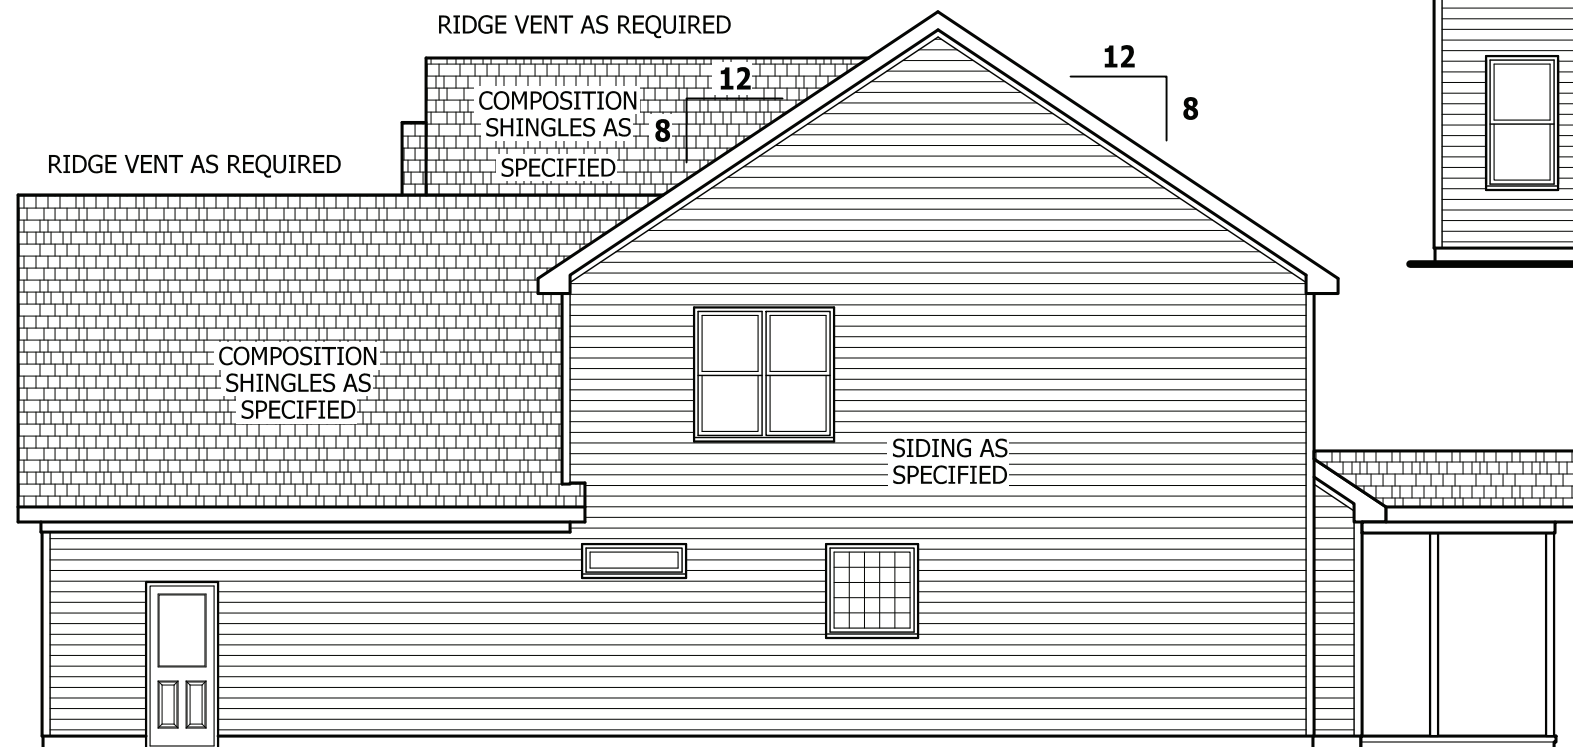 RIDGE VENT AS REQUIRED
12
12
COMPOSITION
SHINGLES AS
SPECIFIED
8
8
RIDGE VENT AS REQUIRED
COMPOSITION
SHINGLES AS
SPECIFIED
SIDING AS
SPECIFIED